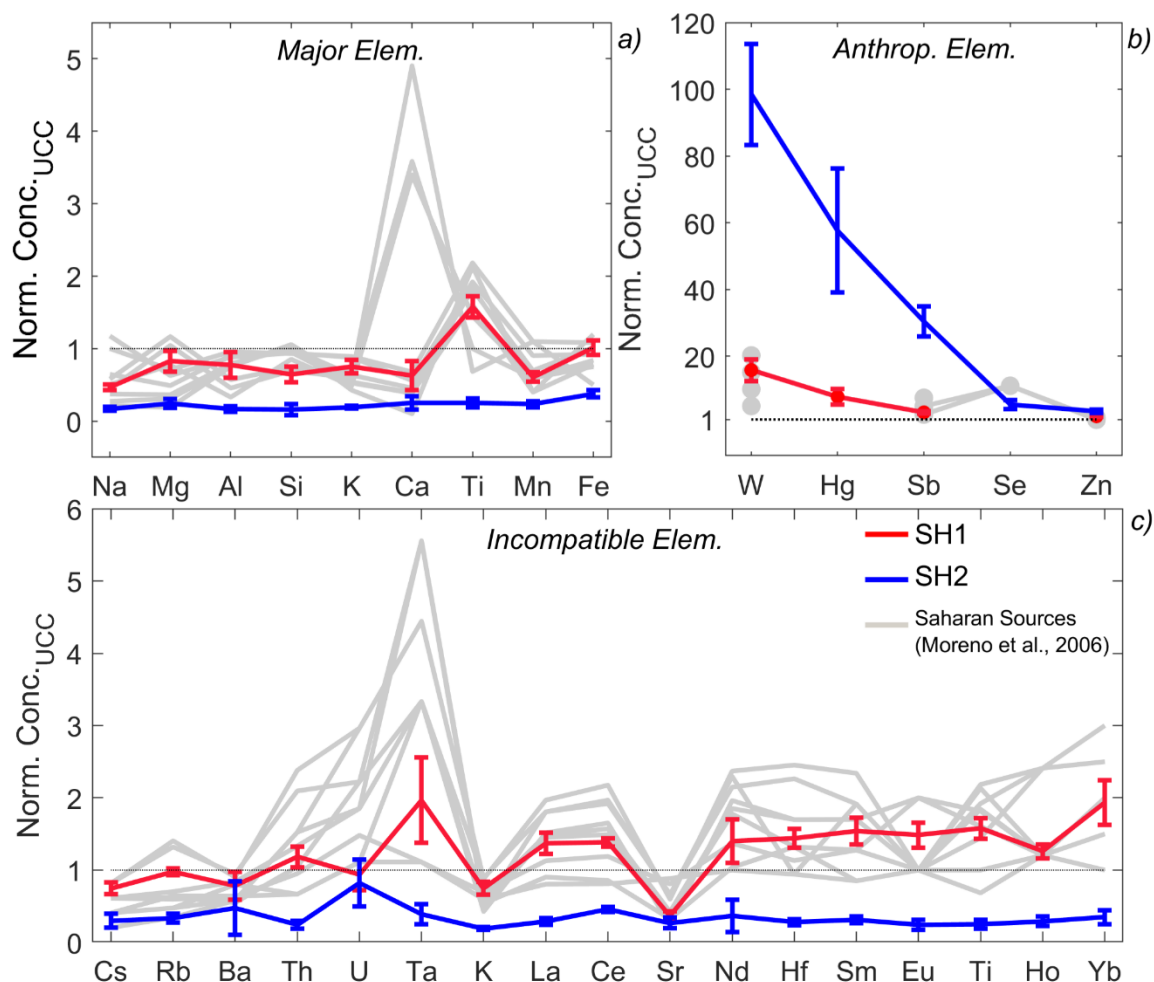 Major Elem.
a)
Norm. Conc.UCC
5
4
3
2
1
0
Na Mg Al Si K Ca Ti Mn Fe
Anthrop. Elem.
b)
Norm. Conc.UCC
120
100
80
60
40
20
1
W Hg Sb Se Zn
Incompatible Elem.
c)
Norm. Conc.UCC
6
5
4
3
2
1
0
SH1
SH2
Saharan Sources
(Moreno et al., 2006)
Cs Rb Ba Th U Ta K La Ce Sr Nd Hf Sm Eu Ti Ho Yb